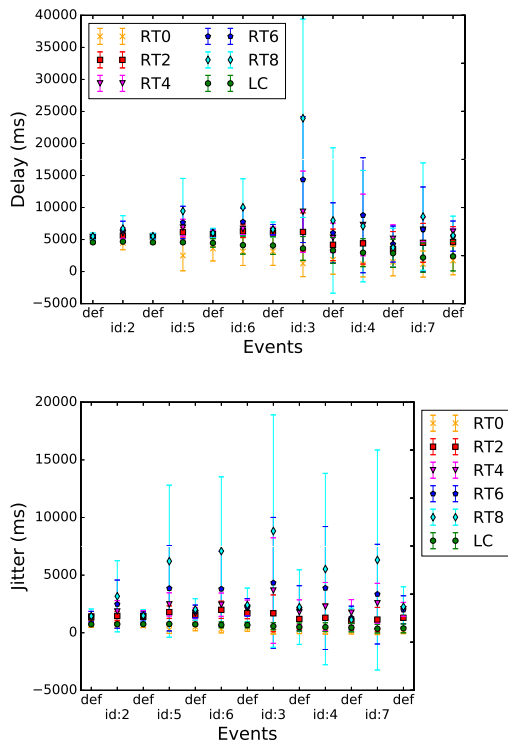 40000
35000
30000
25000
20000
15000
10000
5000
0
−5000
Delay (ms)
RT0 RT6
RT2 RT8
RT4 LC
def def def def def def def def
id:2 id:5 id:6 id:3 id:4 id:7
Events
20000
15000
10000
5000
0
−5000
Jitter (ms)
RT0
RT2
RT4
RT6
RT8
LC
def def def def def def def
id:2 id:5 id:6 id:3 id:4 id:7
Events